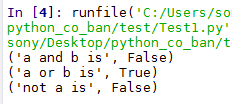 In [4]: runfile('C:/Users/so
python_co_ban/test/Test1.py'
sony/Desktop/python_co_ban/t
('a and b is', False)
('a or b is', True)
('not a is', False)